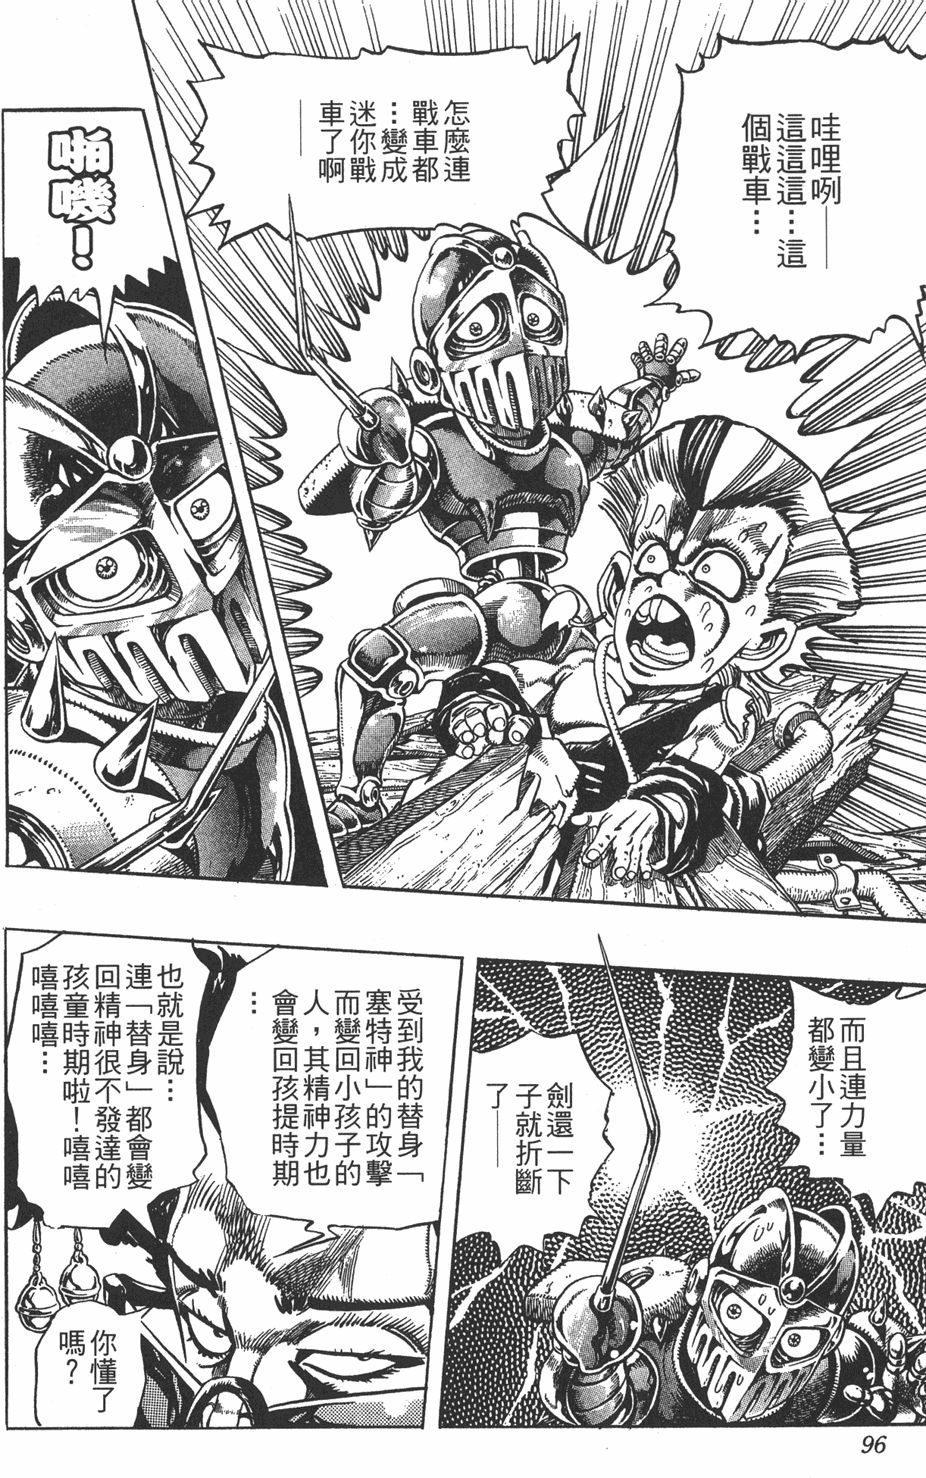 哇哩咧——
這這這…這
個戰車…
怎麼連
戰車都
…變成
迷你戰
車了啊
——
啪嘰！
而且連力量
都變小了…
劍還一下
子就折斷
了——
受到我的替身「
塞特神」的攻擊
而變回小孩子的
人，其精神力也
會變回孩提時期
…
也就是說…
連「替身」都會變
回精神很不發達的
孩童時期啦！嘻嘻
嘻嘻嘻…
你懂了
嗎？
96